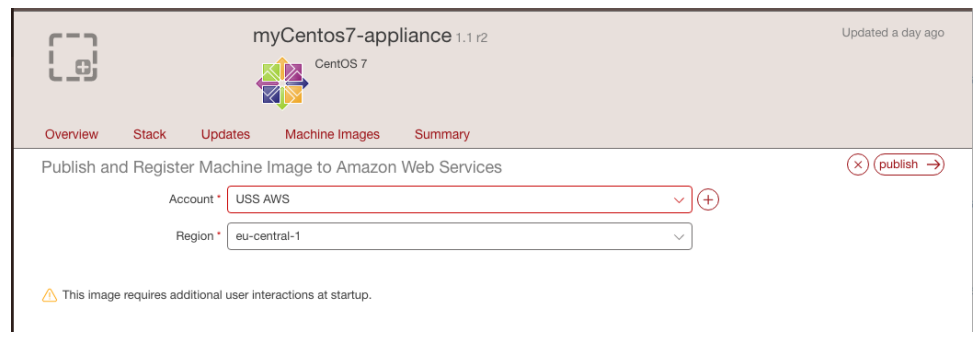 myCentos7-appliance 1.1 r2
Updated a day ago
CentOS 7
Overview Stack Updates Machine Images Summary
Publish and Register Machine Image to Amazon Web Services
publish
Account * USS AWS
Region * eu-central-1
This image requires additional user interactions at startup.